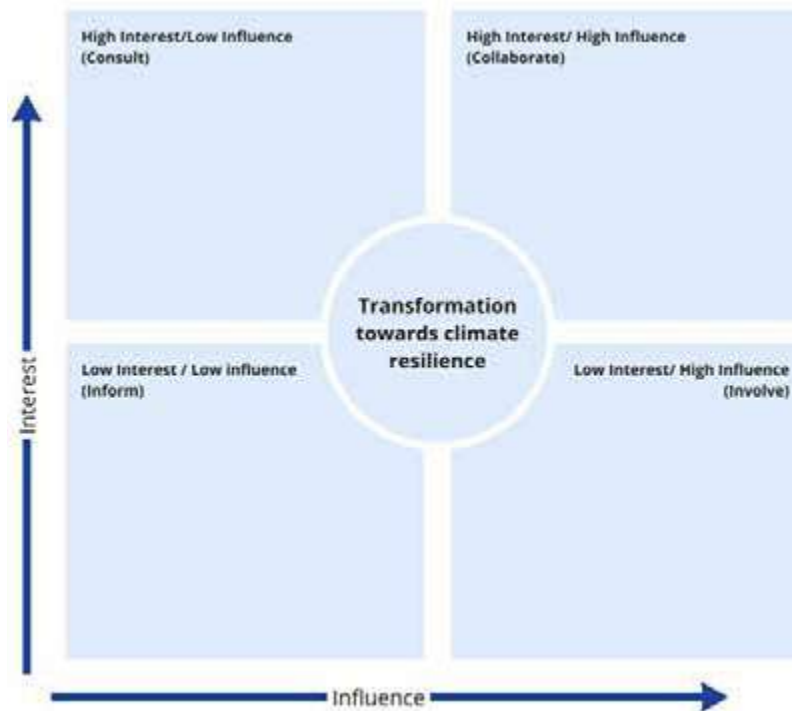 High Interest/Low Influence
(Consult)
High Interest/ High Influence
(Collaborate)
Transformation
towards climate
resilience
Low Interest / Low influence
(Inform)
Low Interest/ High Influence
(Involve)
Interest
Influence